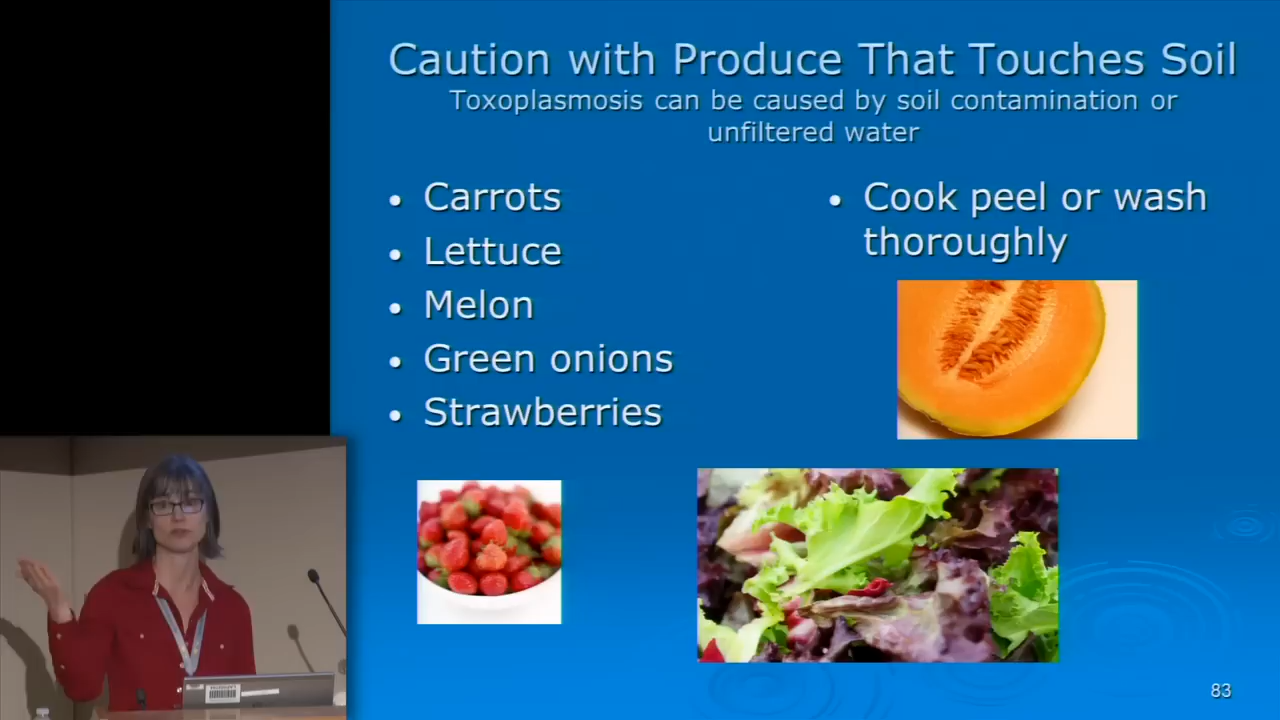 Caution with Produce That Touches Soil
Toxoplasmosis can be caused by soil contamination or
unfiltered water
• Carrots
• Lettuce
• Melon
• Green onions
• Strawberries
• Cook peel or wash
thoroughly
83